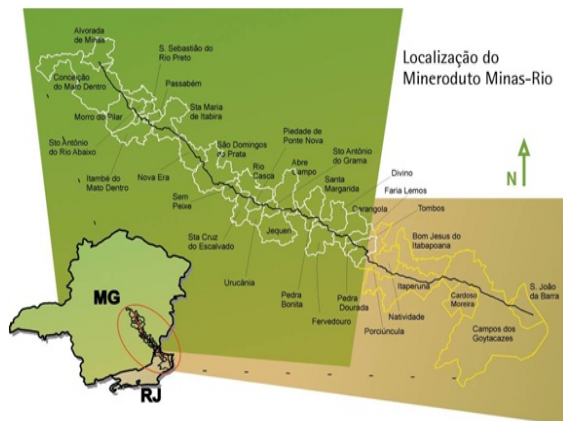 Localização do
Mineroduto Minas-Rio
Alvorada
de Minas
S. Sebastião do
Rio Preto
Conceição
do Mato Dentro
Passabém
Sta Maria
de Itabira
Morro do Pilar
Sto Antônio
do Rio Abaixo
São Domingos
do Prata
Piedade de
Ponte Nova
Sto Antônio
do Grama
Rio
Casca
Abre
Campo
Itambé do
Mato Dentro
Nova Era
Santa
Margarida
Divino
Faria Lemos
Carangola
Tombos
Sem
Peixe
Sta Cruz
do Escalvado
Jequeri
Urucânia
Pedra
Bonita
Fervedouro
Pedra
Dourada
Porciúncula
Natividade
Itaperuna
Bom Jesus do
Itabapoana
Cardoso
Moreira
S. João
da Barra
Campos dos
Goytacazes
N
MG
RJ